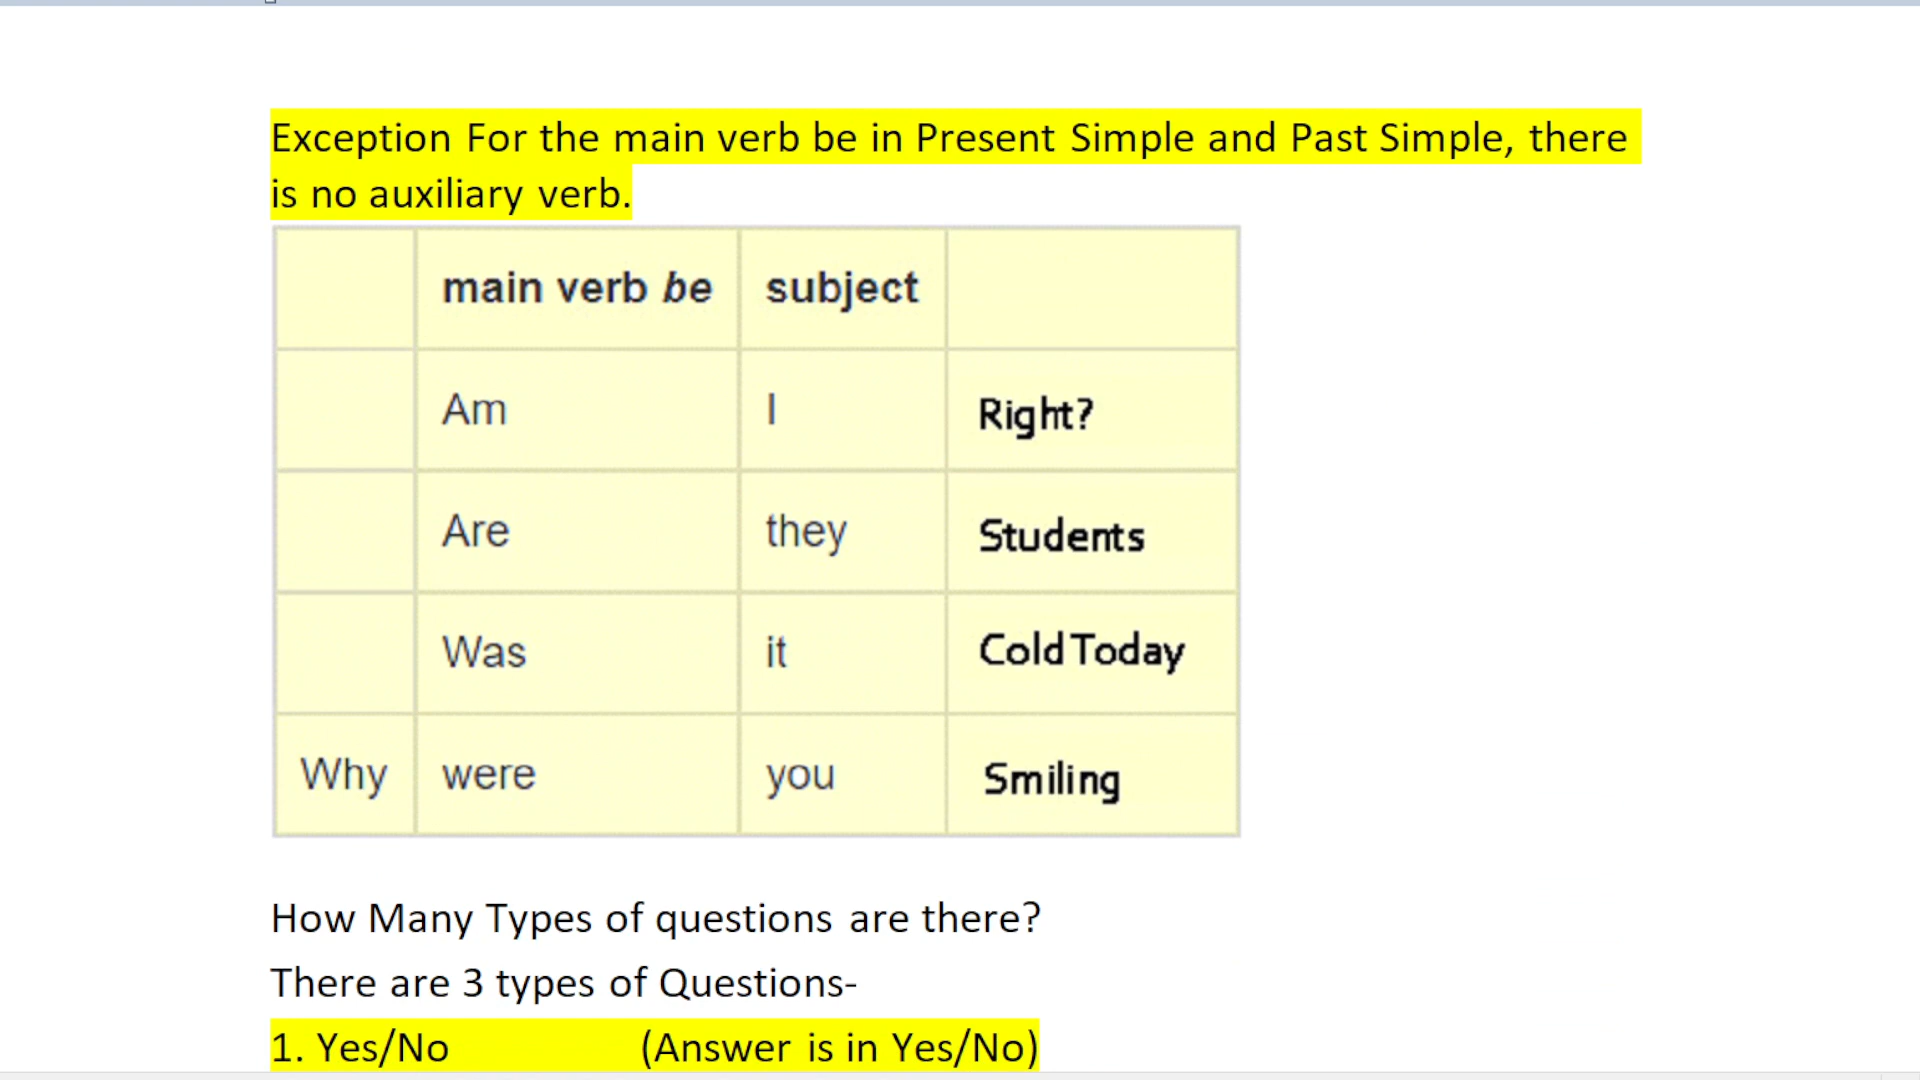 Exception For the main verb be in Present Simple and Past Simple, there
is no auxiliary verb.
main verb be subject
Am I Right?
Are they Students
Was it Cold Today
Why were you Smiling
How Many Types of questions are there?
There are 3 types of Questions-
1. Yes/No (Answer is in Yes/No)